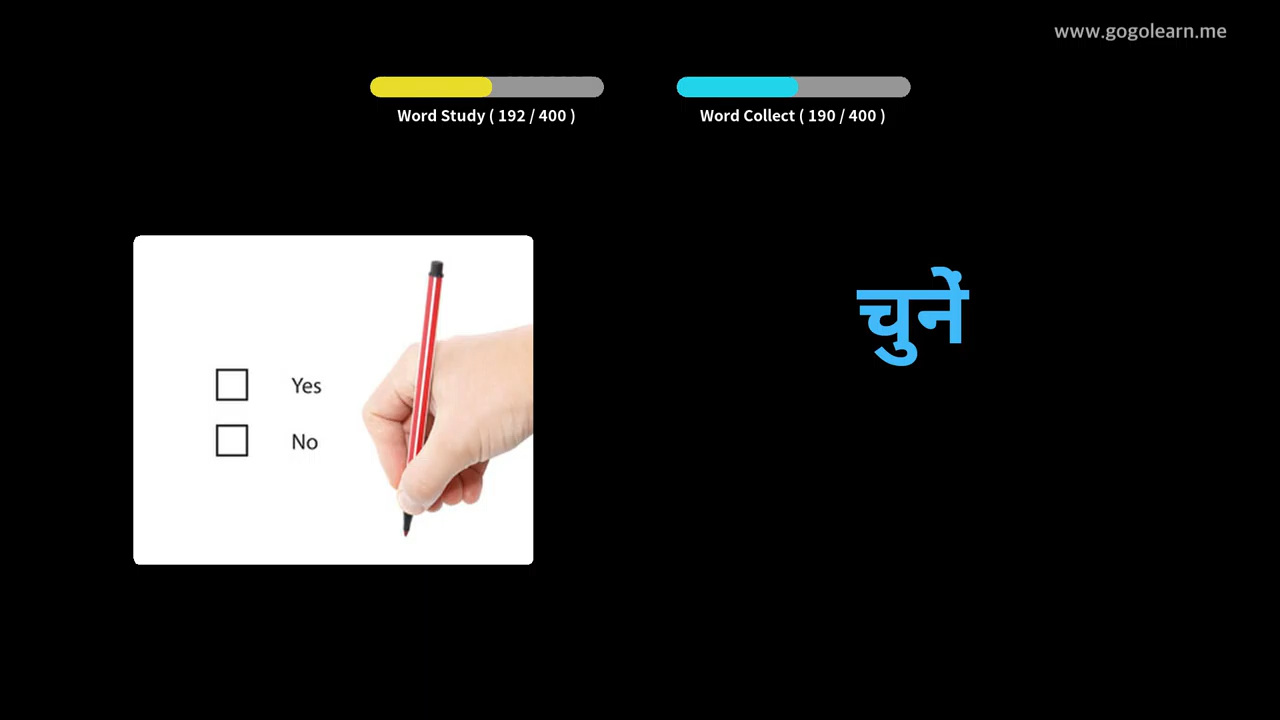 www.gogolearn.me
Word Study ( 192 / 400 )
Word Collect ( 190 / 400 )
चुनें
Yes
No